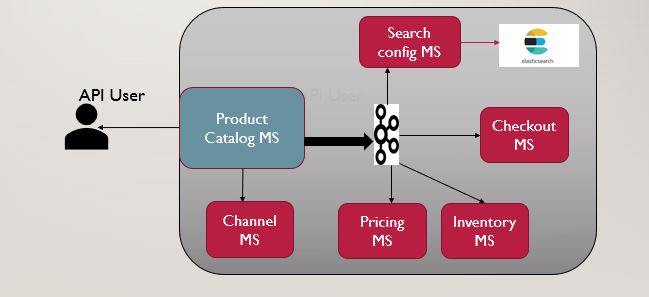 Search
config MS
elasticsearch
API User
API User
Product
Catalog MS
Checkout
MS
Channel
MS
Pricing
MS
Inventory
MS